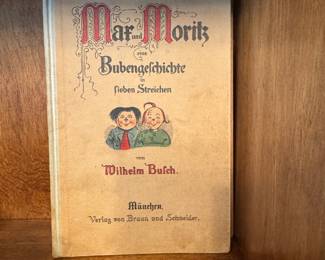 Max und Moritz
eine
Bubengeschichte
in
sieben Streichen
von
Wilhelm Busch.
München.
Verlag von Braun und Schneider.